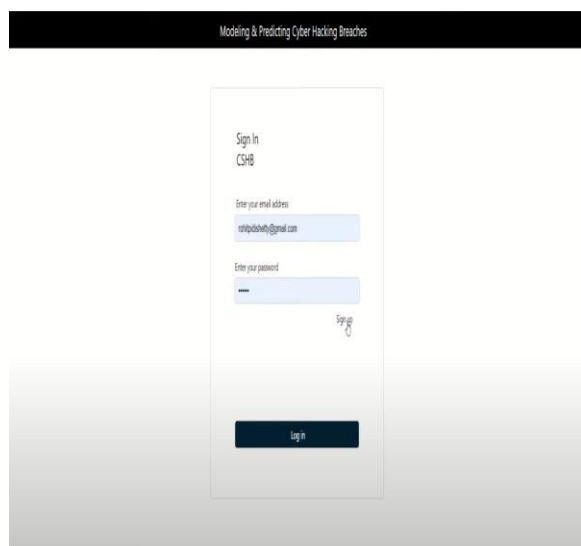 Modeling & Predicting Cyber Hacking Breaches
Sign In
CSHB
Enter your email address
rohitpidishetty@gmail.com
Enter your password
•••••
Sign up
Log in